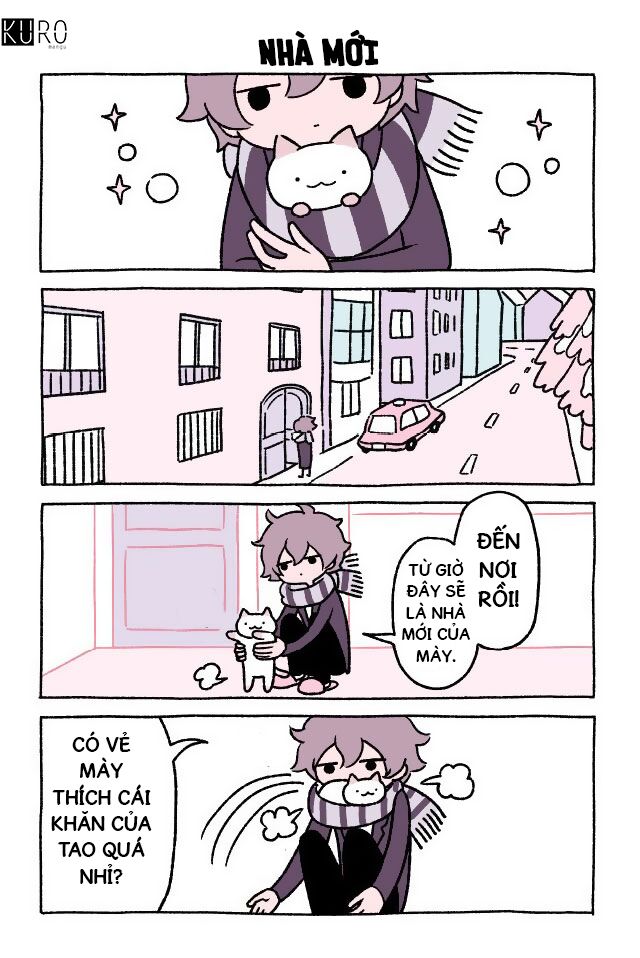 KURO
manga
NHÀ MỚI
ĐẾN
NƠI
RỒI!
TỪ GIỜ
ĐÂY SẼ
LÀ NHÀ
MỚI CỦA
MÀY.
CÓ VẺ
MÀY
THÍCH CÁI
KHĂN CỦA
TAO QUÁ
NHỈ?